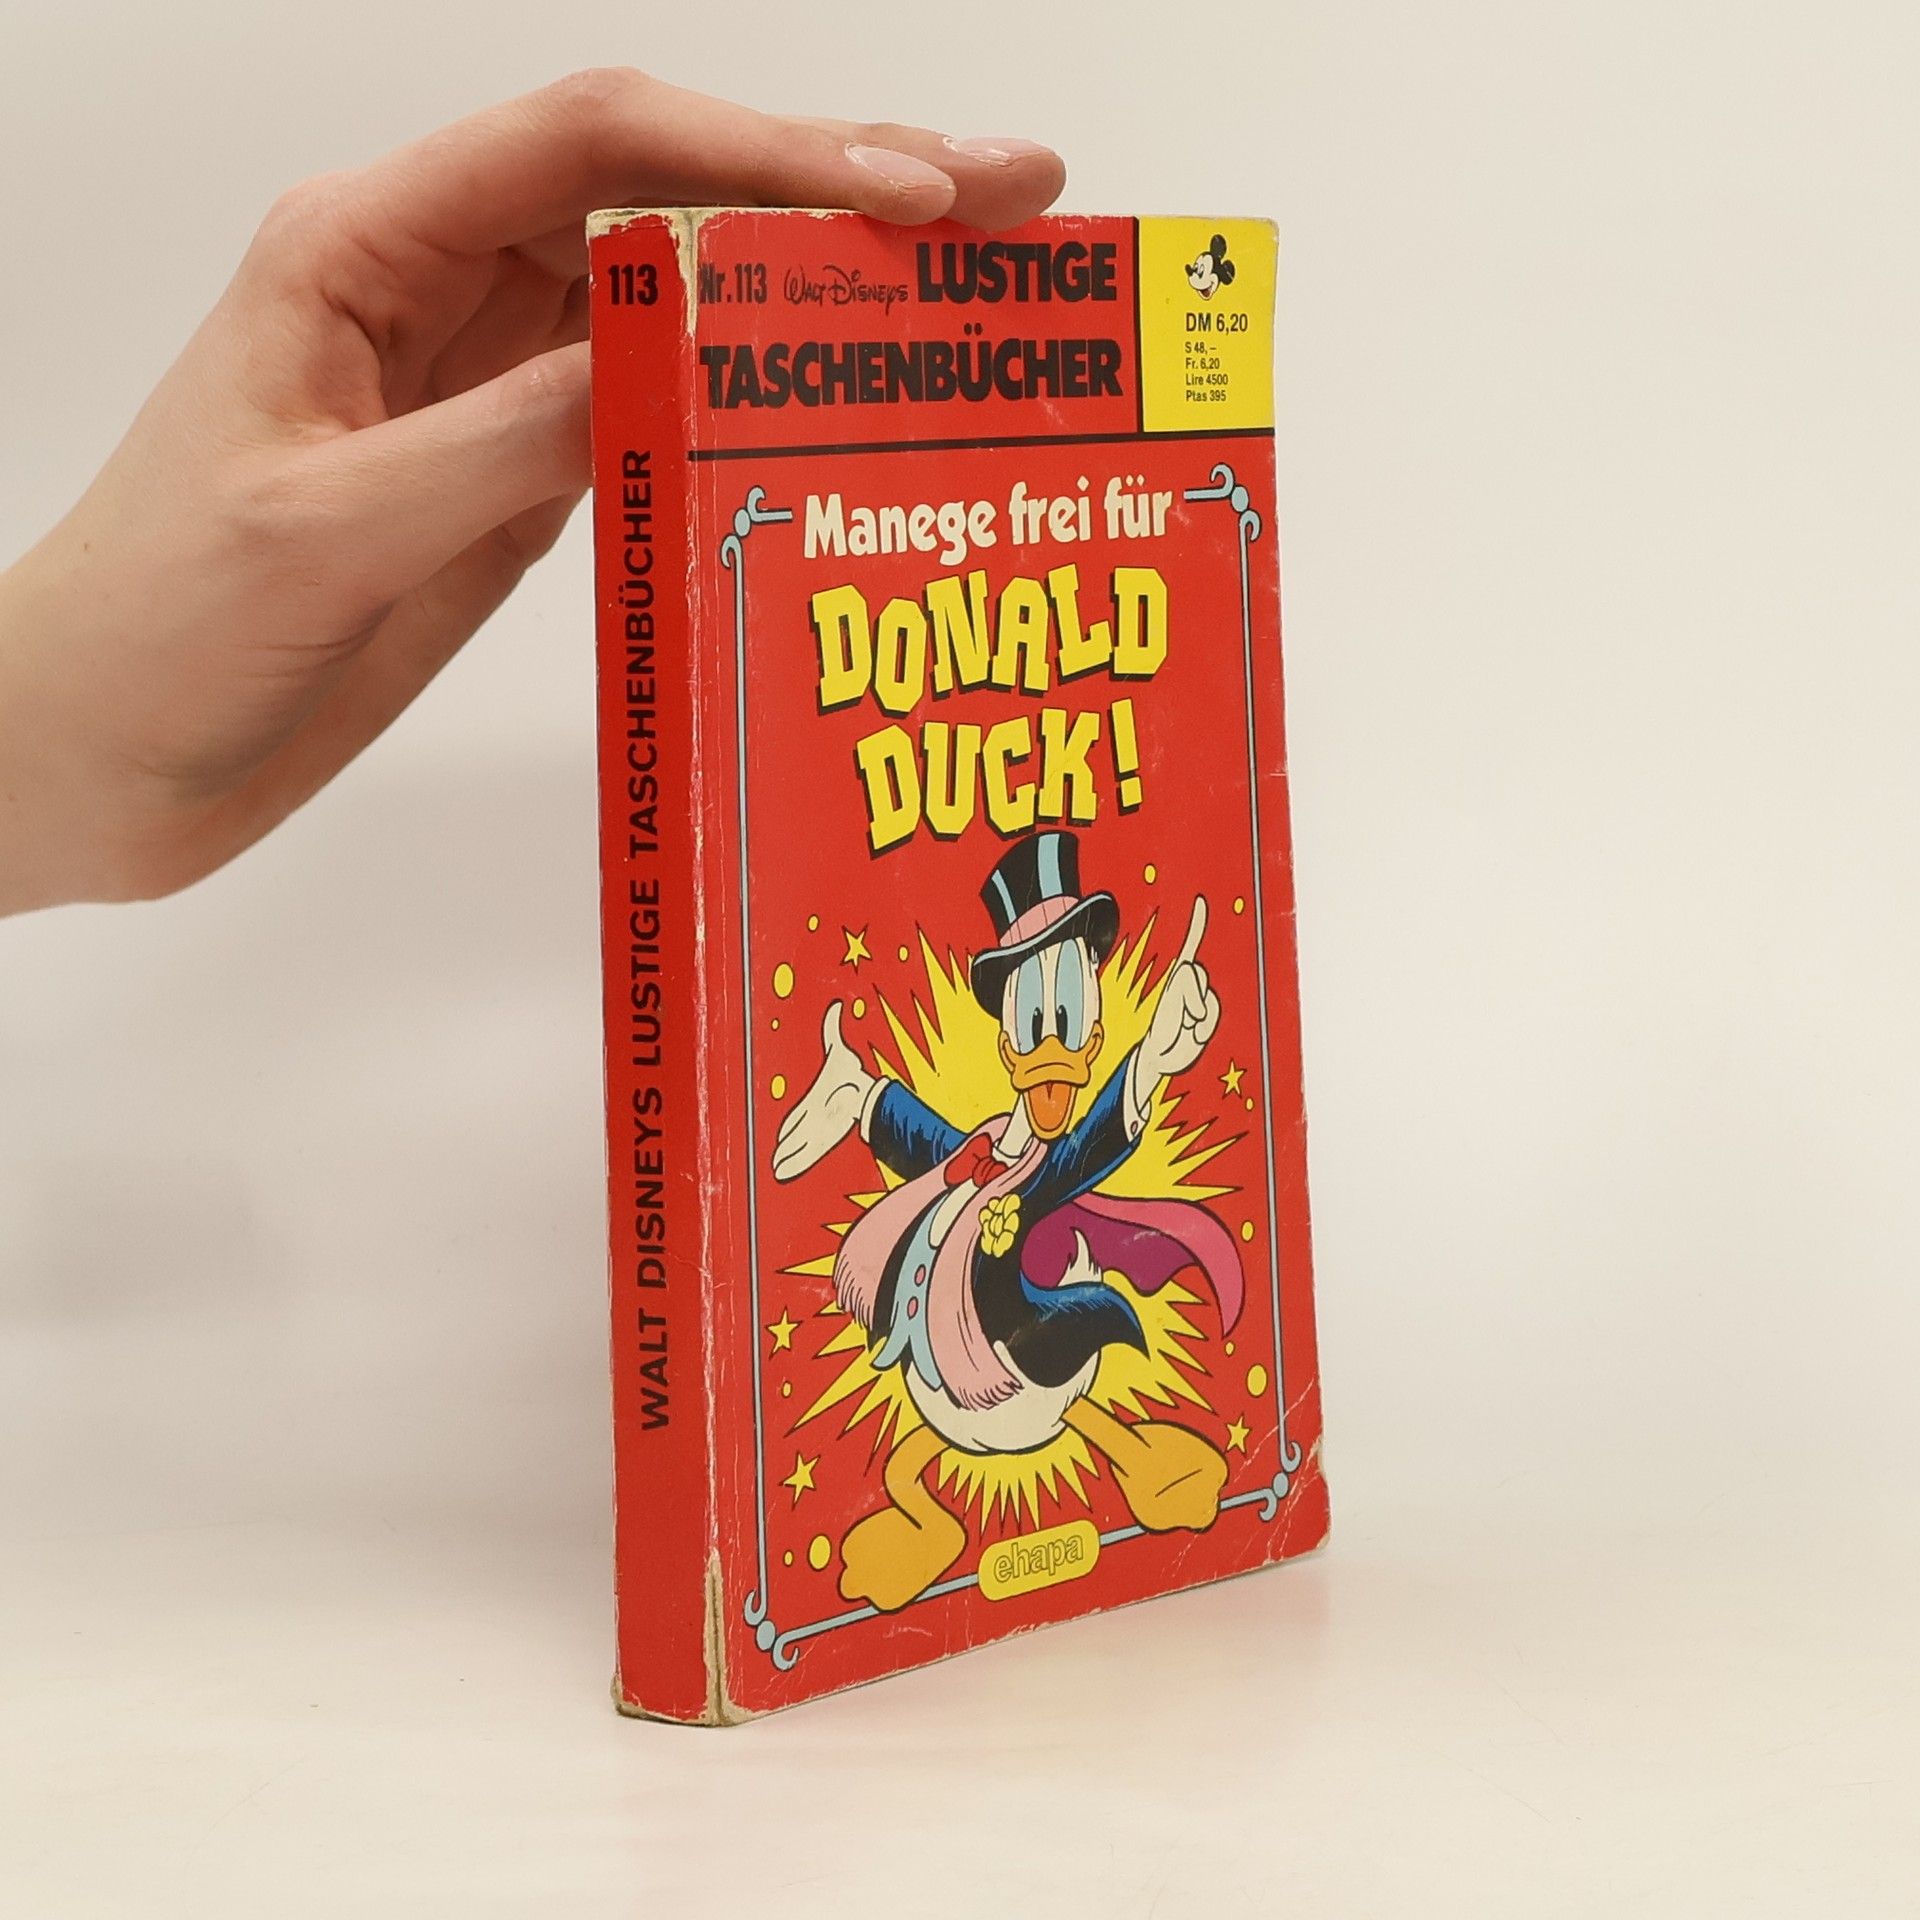 113
WALT DISNEYS LUSTIGE TASCHENBÜCHER
Nr. 113 Walt Disneys LUSTIGE
TASCHENBÜCHER
DM 6,20
S 48,–
Fr. 6,20
Lire 4500
Ptas 395
Manege frei für
DONALD
DUCK!
ehapa